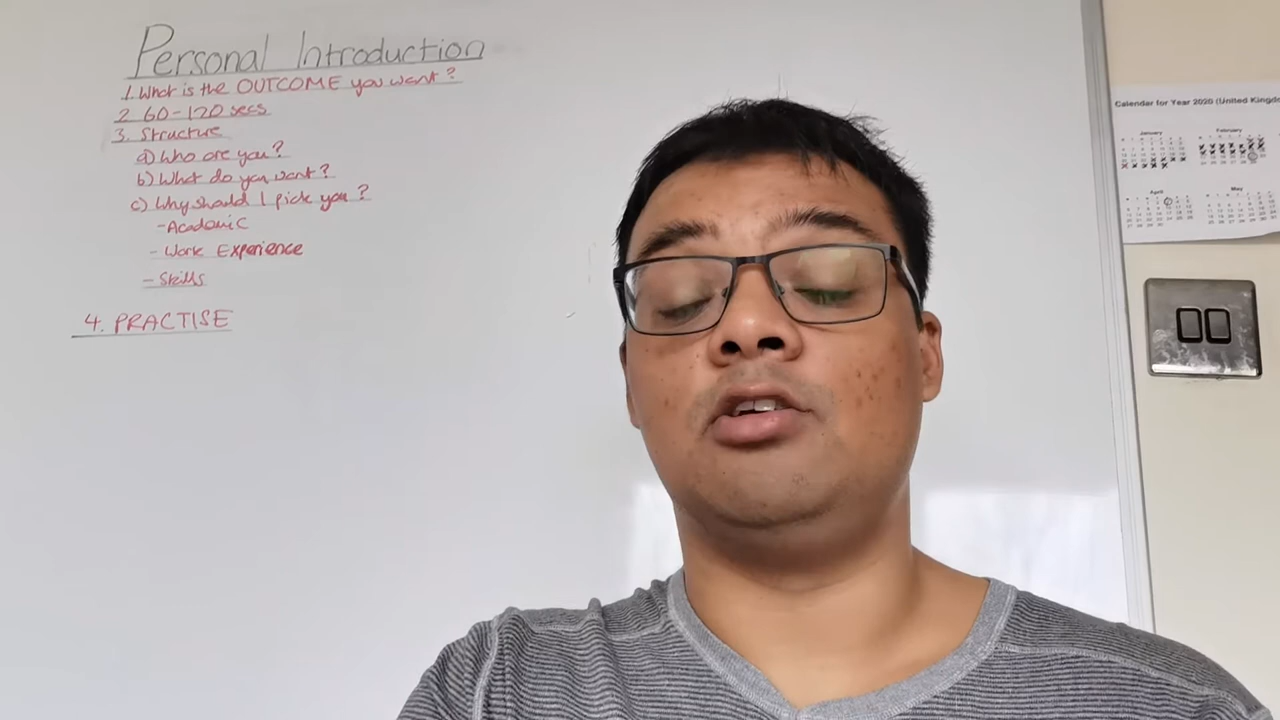 Personal Introduction
1. What is the OUTCOME you want?
2. 60-120 secs
3. Structure
a) Who are you?
b) What do you want?
c) Why should I pick you?
- Academic
- Work Experience
- Skills
4. PRACTISE
Calendar for Year 2020 (United Kingdo
January
February
April
May